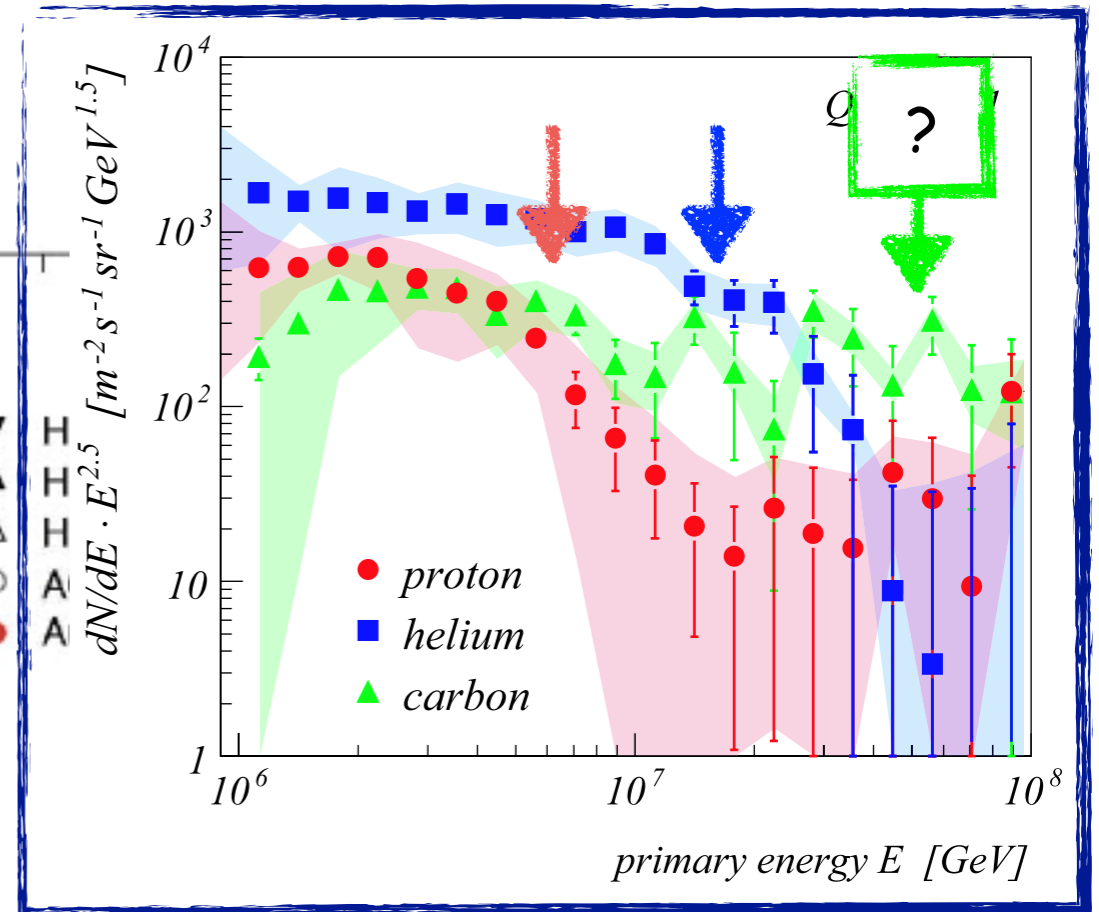 10^4
10^3
10^2
10
1
dN/dE · E^2.5 [m^-2 s^-1 sr^-1 GeV^1.5]
Q
?
proton
helium
carbon
10^6
10^7
10^8
primary energy E [GeV]
H
H
H
A
A